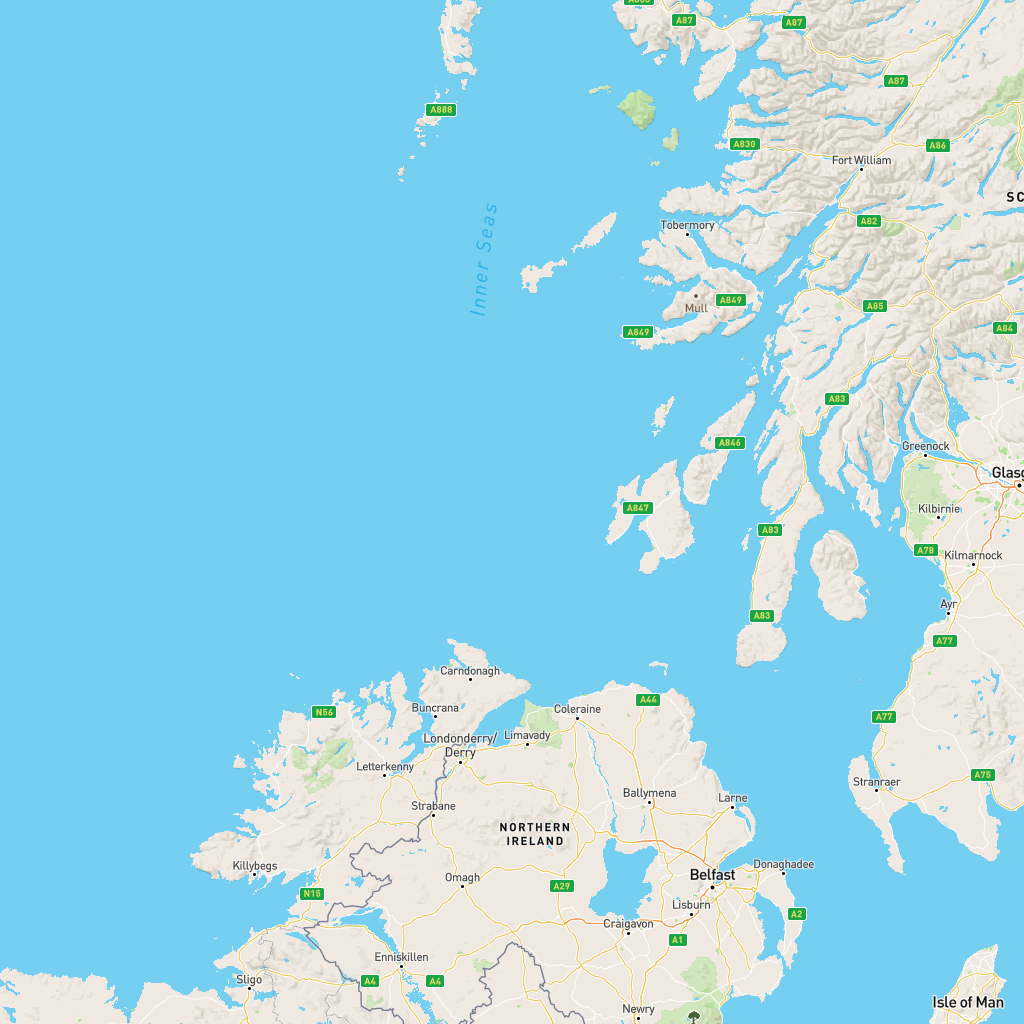 A87
A87
A87
A888
A830
A86
Fort William
SC
A82
Tobermory
Inner Seas
A849
Mull
A85
A849
A84
A83
A846
Greenock
Glasg
A847
Kilbirnie
A83
A78
Kilmarnock
Ayr
A83
A77
Carndonagh
A44
Buncrana
N56
Coleraine
A77
Limavady
Londonderry/
Derry
Letterkenny
A75
Stranraer
Ballymena
Larne
Strabane
NORTHERN
IRELAND
Killybegs
Donaghadee
Belfast
Omagh
A29
N15
Lisburn
A2
Craigavon
A1
Enniskillen
Sligo
A4
A4
Isle of Man
Newry